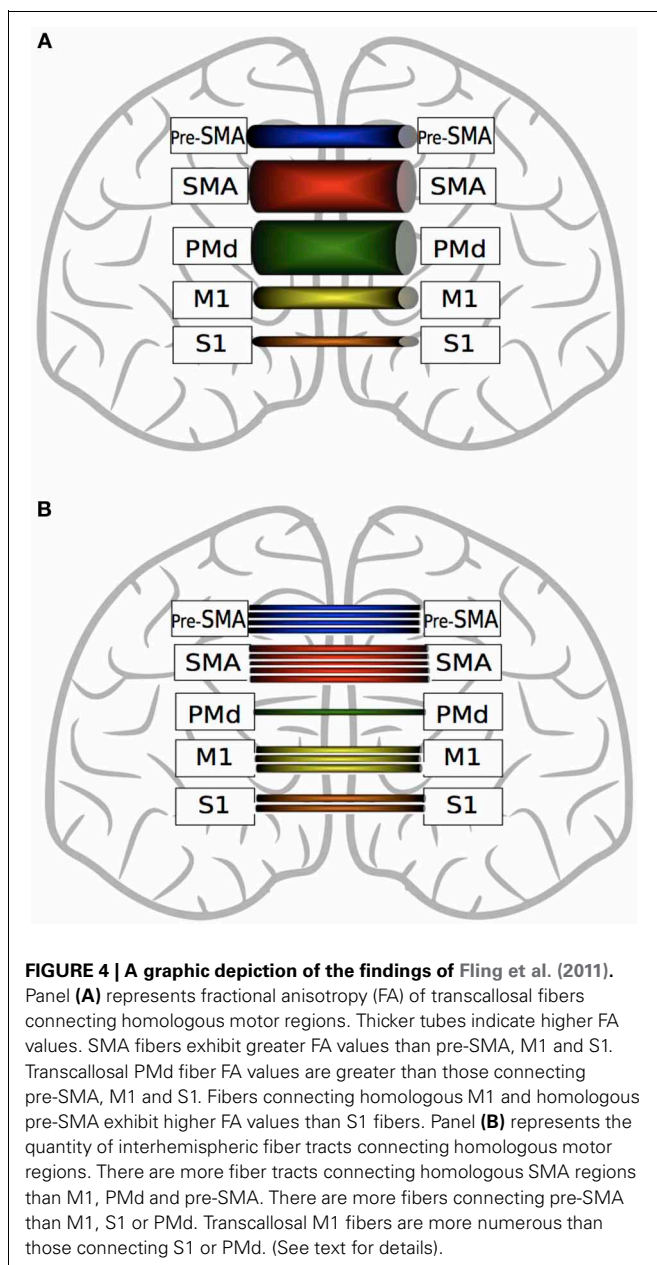 A
Pre-SMA Pre-SMA
SMA SMA
PMd PMd
M1 M1
S1 S1
B
Pre-SMA Pre-SMA
SMA SMA
PMd PMd
M1 M1
S1 S1
FIGURE 4 | A graphic depiction of the findings of Fling et al. (2011).
Panel (A) represents fractional anisotropy (FA) of transcallosal fibers
connecting homologous motor regions. Thicker tubes indicate higher FA
values. SMA fibers exhibit greater FA values than pre-SMA, M1 and S1.
Transcallosal PMd fiber FA values are greater than those connecting
pre-SMA, M1 and S1. Fibers connecting homologous M1 and homologous
pre-SMA exhibit higher FA values than S1 fibers. Panel (B) represents the
quantity of interhemispheric fiber tracts connecting homologous motor
regions. There are more fiber tracts connecting homologous SMA regions
than M1, PMd and pre-SMA. There are more fibers connecting pre-SMA
than M1, S1 or PMd. Transcallosal M1 fibers are more numerous than
those connecting S1 or PMd. (See text for details).